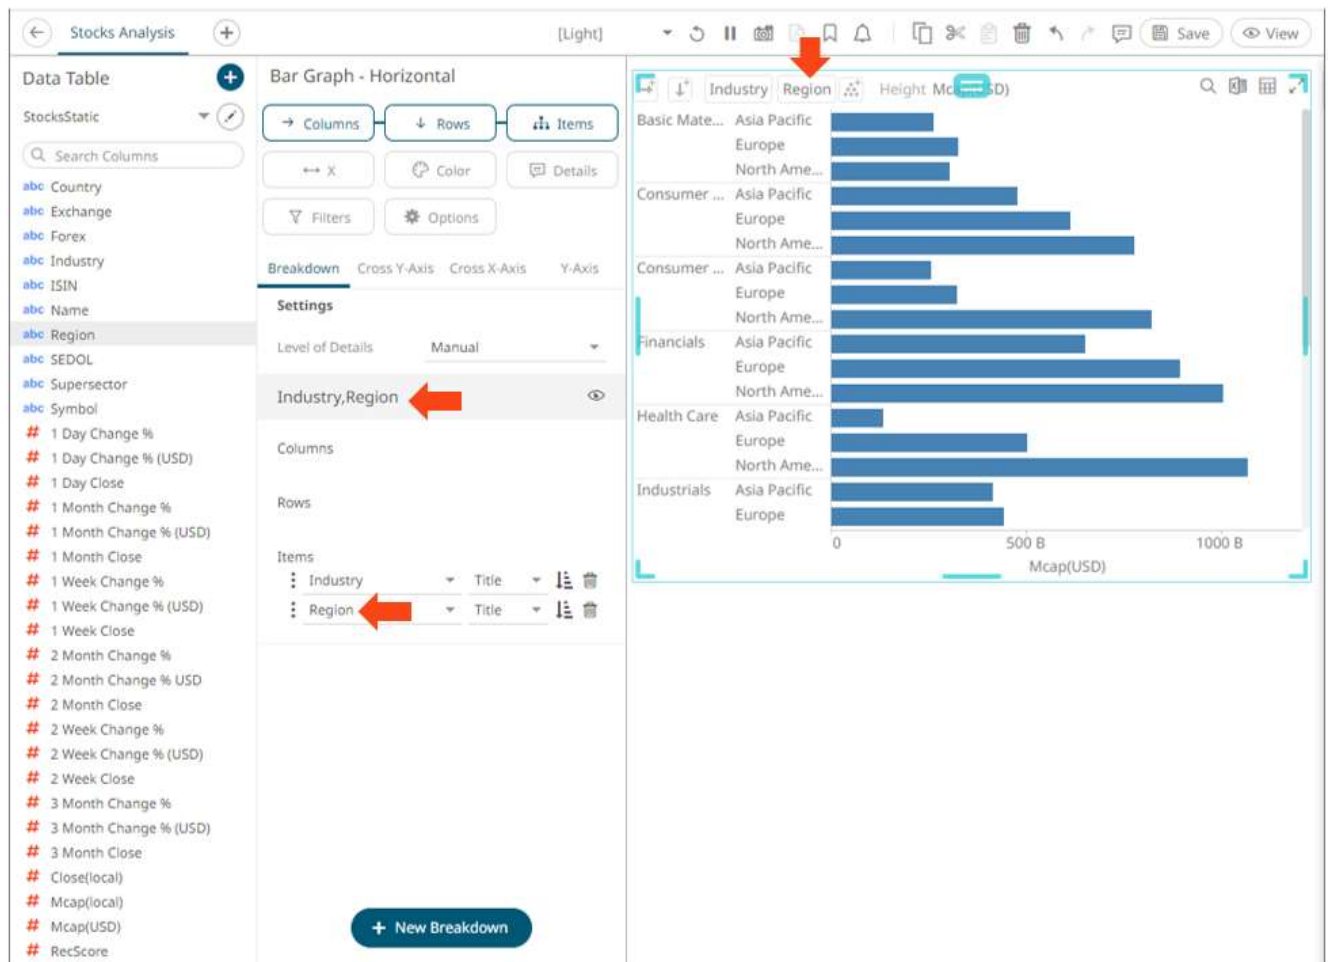 Stocks Analysis
[Light]
Save
View
Data Table
StocksStatic
Search Columns
abc Country
abc Exchange
abc Forex
abc Industry
abc ISIN
abc Name
abc Region
abc SEDOL
abc Supersector
abc Symbol
# 1 Day Change %
# 1 Day Change % (USD)
# 1 Day Close
# 1 Month Change %
# 1 Month Change % (USD)
# 1 Month Close
# 1 Week Change %
# 1 Week Change % (USD)
# 1 Week Close
# 2 Month Change %
# 2 Month Change % USD
# 2 Month Close
# 2 Week Change %
# 2 Week Change % (USD)
# 2 Week Close
# 3 Month Change %
# 3 Month Change % (USD)
# 3 Month Close
# Close(local)
# Mcap(local)
# Mcap(USD)
# RecScore
Bar Graph - Horizontal
Columns Rows Items
X Color Details
Filters Options
Breakdown Cross Y-Axis Cross X-Axis Y-Axis
Settings
Level of Details Manual
Industry,Region
Columns
Rows
Items
Industry Title
Region Title
+ New Breakdown
Industry Region Height
Basic Mate... Asia Pacific
Europe
North Ame...
Consumer ... Asia Pacific
Europe
North Ame...
Consumer ... Asia Pacific
Europe
North Ame...
Financials Asia Pacific
Europe
North Ame...
Health Care Asia Pacific
Europe
North Ame...
Industrials Asia Pacific
Europe
0 500 B 1000 B
Mcap(USD)